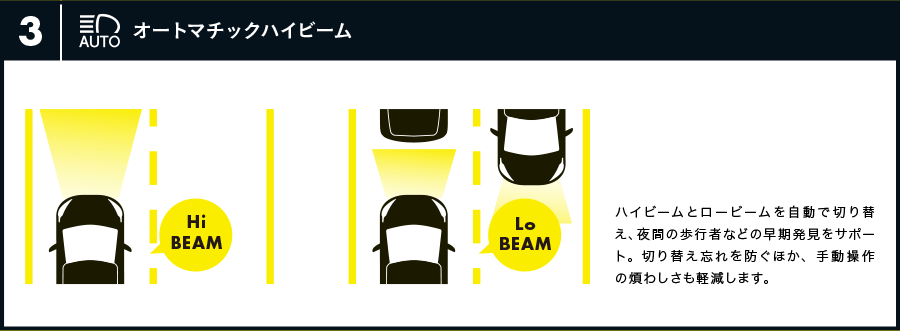 3
AUTO
オートマチックハイビーム
Hi
BEAM
Lo
BEAM
ハイビームとロービームを自動で切り替
え、夜間の歩行者などの早期発見をサポー
ト。切り替え忘れを防ぐほか、手動操作
の煩わしさも軽減します。